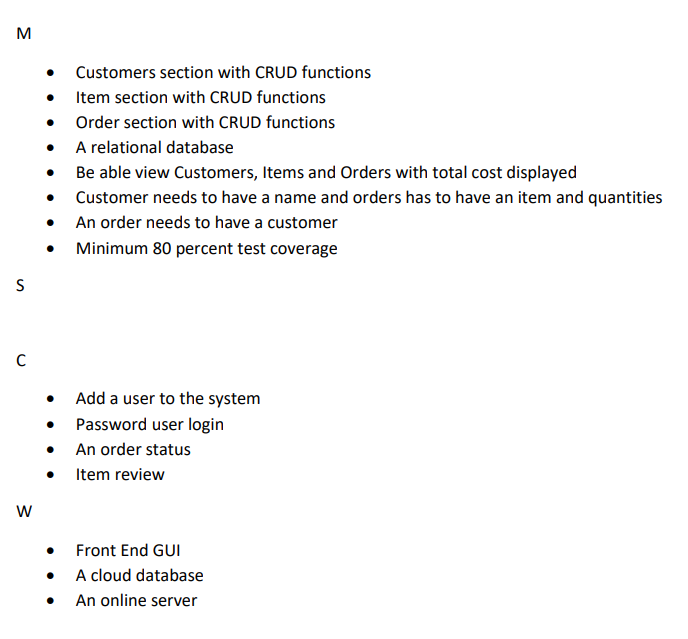 M
• Customers section with CRUD functions
• Item section with CRUD functions
• Order section with CRUD functions
• A relational database
• Be able view Customers, Items and Orders with total cost displayed
• Customer needs to have a name and orders has to have an item and quantities
• An order needs to have a customer
• Minimum 80 percent test coverage
S
C
• Add a user to the system
• Password user login
• An order status
• Item review
W
• Front End GUI
• A cloud database
• An online server